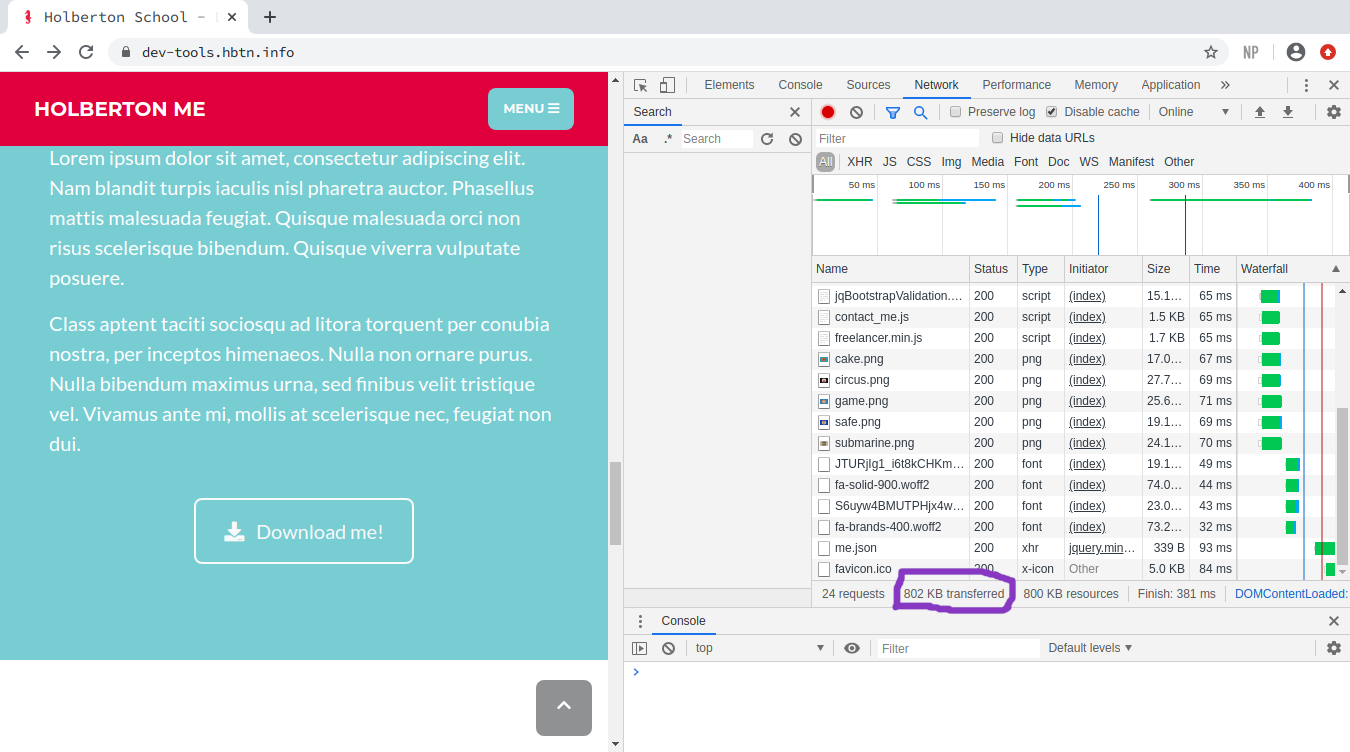 Holberton School -
dev-tools.hbtn.info
NP
HOLBERTON ME
MENU
Lorem ipsum dolor sit amet, consectetur adipiscing elit.
Nam blandit turpis iaculis nisl pharetra auctor. Phasellus
mattis malesuada feugiat. Quisque malesuada orci non
risus scelerisque bibendum. Quisque viverra vulputate
posuere.
Class aptent taciti sociosqu ad litora torquent per conubia
nostra, per inceptos himenaeos. Nulla non ornare purus.
Nulla bibendum maximus urna, sed finibus velit tristique
vel. Vivamus ante mi, mollis at scelerisque nec, feugiat non
dui.
Download me!
Elements Console Sources Network Performance Memory Application »
Search
Aa .* Search
Preserve log Disable cache Online
Filter Hide data URLs
All XHR JS CSS Img Media Font Doc WS Manifest Other
50 ms 100 ms 150 ms 200 ms 250 ms 300 ms 350 ms 400 ms
Name Status Type Initiator Size Time Waterfall
jqBootstrapValidation.… 200 script (index) 15.1… 65 ms
contact_me.js 200 script (index) 1.5 KB 65 ms
freelancer.min.js 200 script (index) 1.7 KB 65 ms
cake.png 200 png (index) 17.0… 67 ms
circus.png 200 png (index) 27.7… 69 ms
game.png 200 png (index) 25.6… 71 ms
safe.png 200 png (index) 19.1… 69 ms
submarine.png 200 png (index) 24.1… 70 ms
JTURjIg1_i6t8kCHKm… 200 font (index) 19.1… 49 ms
fa-solid-900.woff2 200 font (index) 74.0… 44 ms
S6uyw4BMUTPHjx4w… 200 font (index) 23.0… 43 ms
fa-brands-400.woff2 200 font (index) 73.2… 32 ms
me.json 200 xhr jquery.min… 339 B 93 ms
favicon.ico 200 x-icon Other 5.0 KB 84 ms
24 requests 802 KB transferred 800 KB resources Finish: 381 ms DOMContentLoaded:
Console
top Filter Default levels